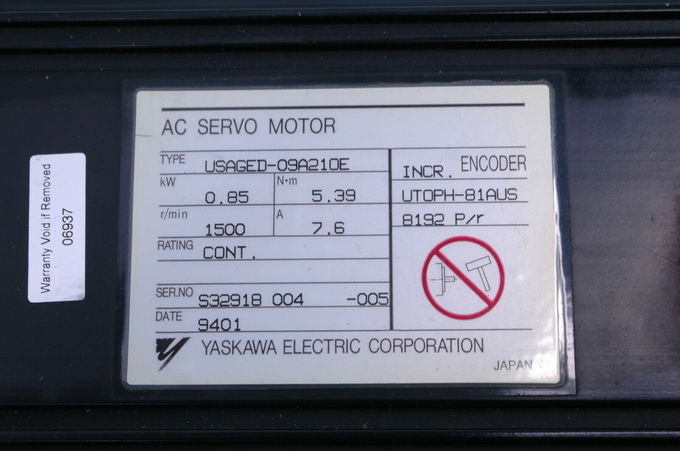 AC SERVO MOTOR
TYPE USAGED-09A210E
kW 0.85 N·m 5.39
r/min 1500 A 7.6
RATING CONT.
SER.NO S32918 004 -005
DATE 9401
INCR. ENCODER
UTOPH-81AUS
8192 P/r
YASKAWA ELECTRIC CORPORATION
JAPAN
Warranty Void if Removed
06937